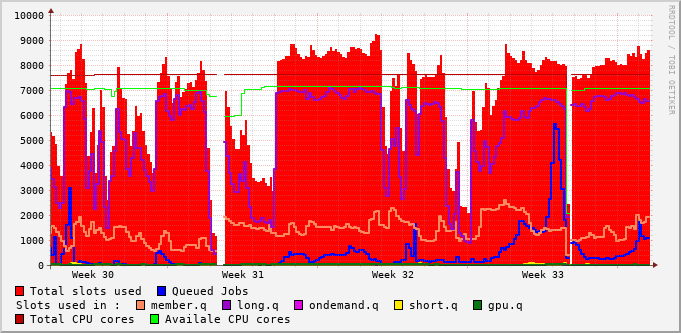 10000
9000
8000
7000
6000
5000
4000
3000
2000
1000
0
Week 30 Week 31 Week 32 Week 33
Total slots used Queued Jobs
Slots used in : member.q long.q ondemand.q short.q gpu.q
Total CPU cores Availale CPU cores
RRDTOOL / TOBI OETIKER